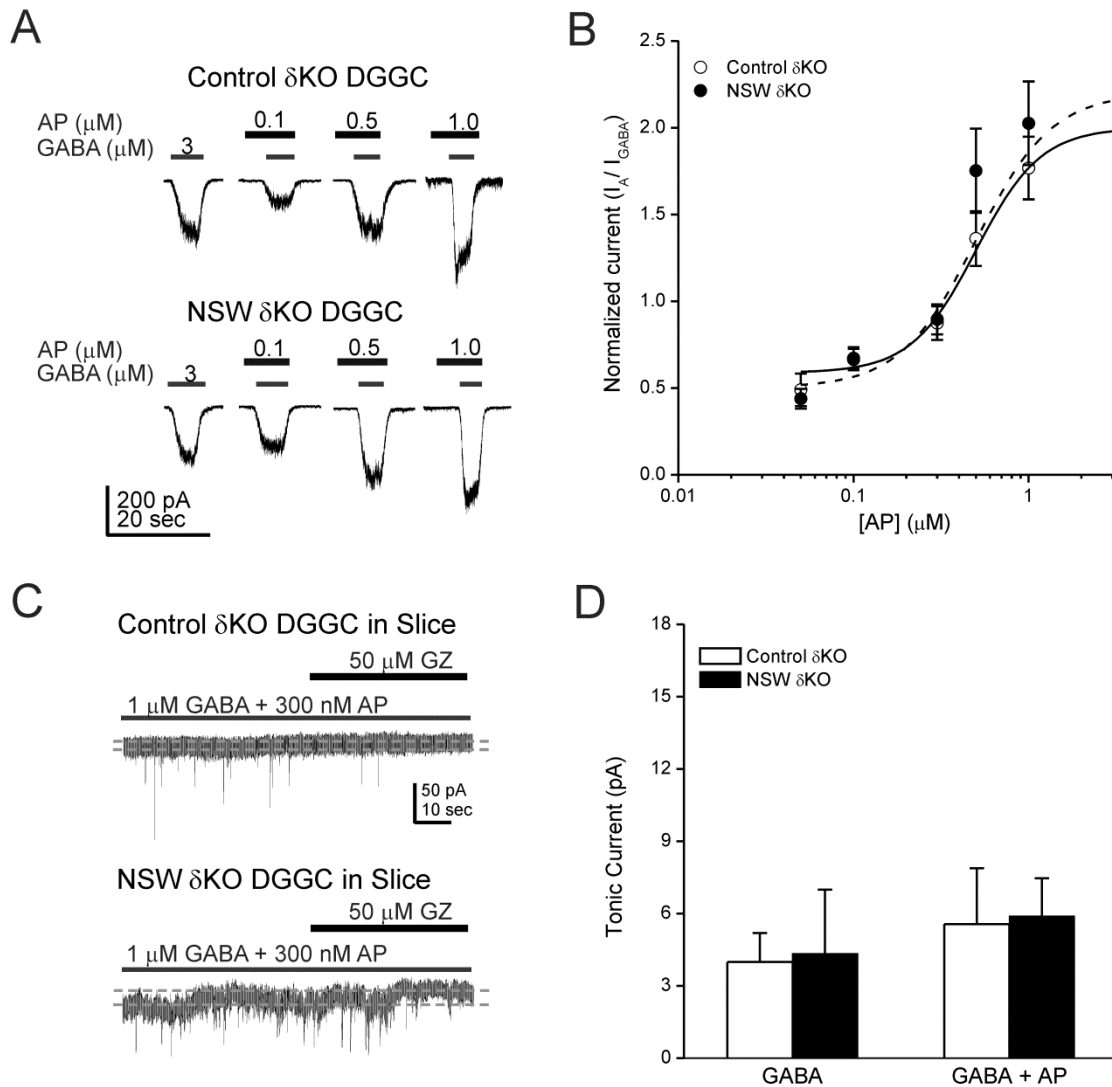 A
Control δKO DGGC
AP (μM)
GABA (μM)
3
0.1
0.5
1.0
NSW δKO DGGC
AP (μM)
GABA (μM)
3
0.1
0.5
1.0
200 pA
20 sec
B
Control δKO
NSW δKO
Normalized current (I_A/ I_GABA)
2.5
2.0
1.5
1.0
0.5
0.0
0.01
0.1
1
[AP] (μM)
C
Control δKO DGGC in Slice
50 μM GZ
1 μM GABA + 300 nM AP
50 pA
10 sec
NSW δKO DGGC in Slice
50 μM GZ
1 μM GABA + 300 nM AP
D
Control δKO
NSW δKO
Tonic Current (pA)
18
15
12
9
6
3
0
GABA
GABA + AP